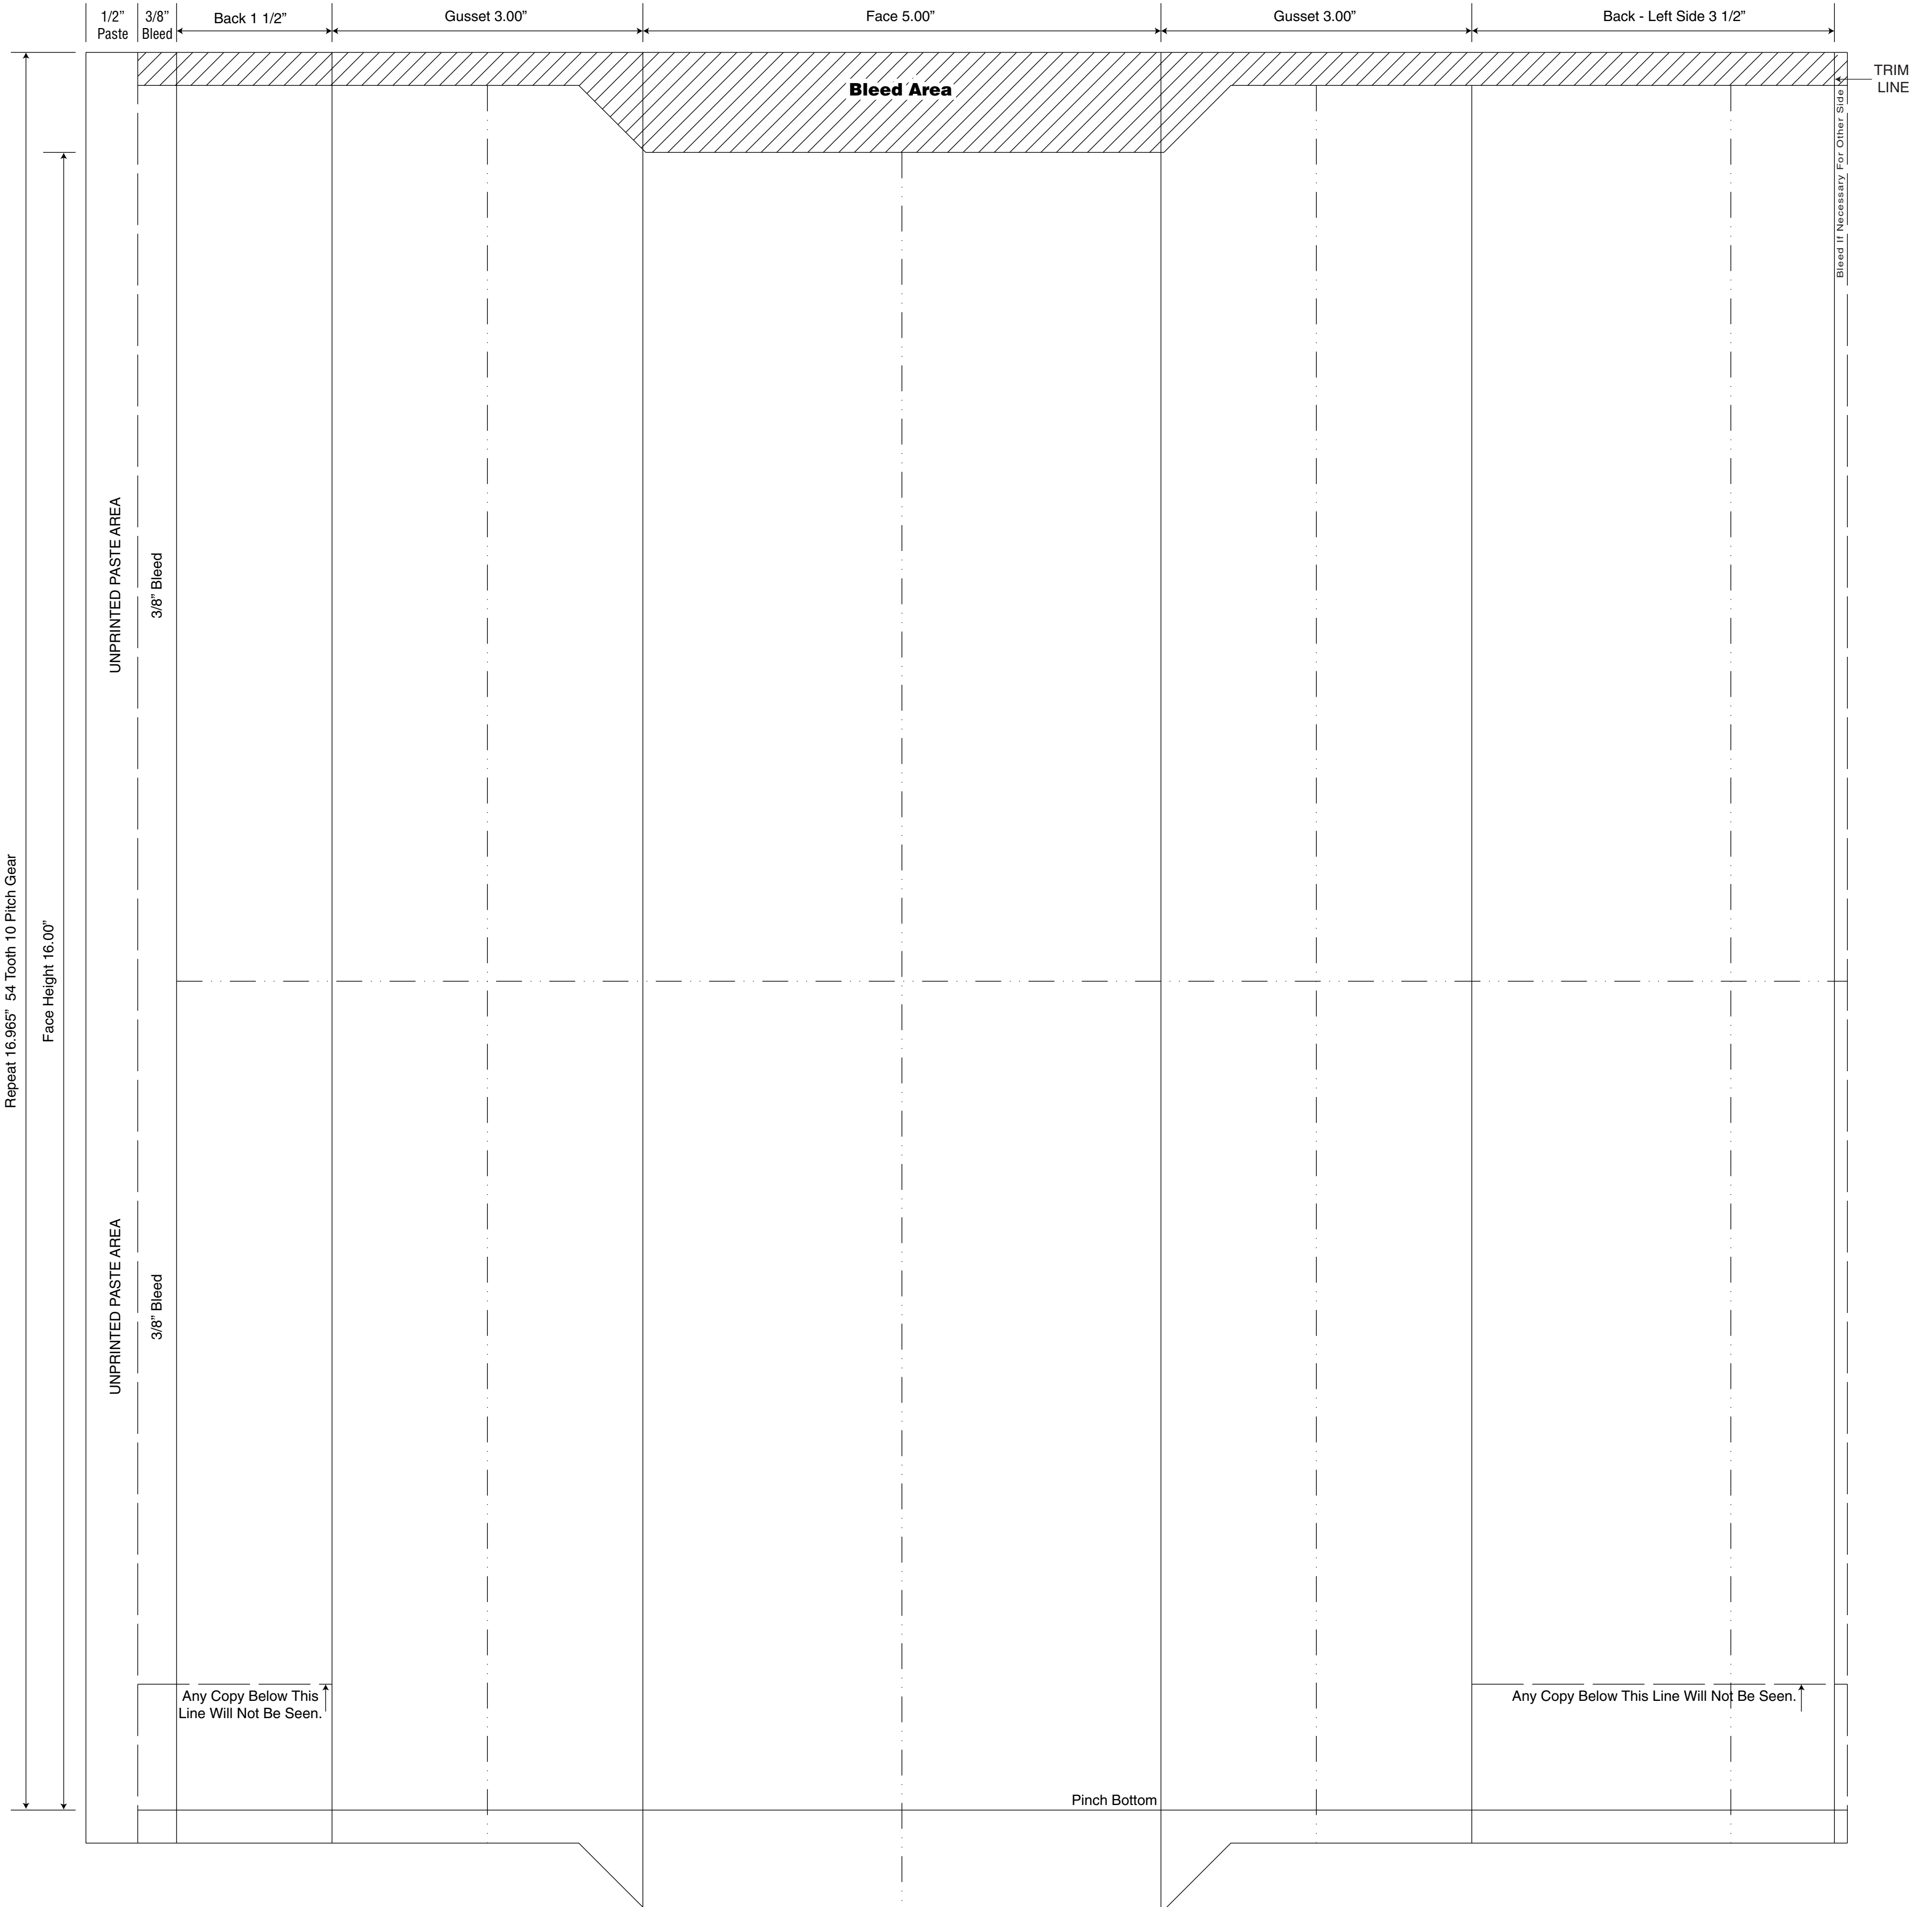 1/2”
Paste
3/8”
Bleed
Back 1 1/2”
Gusset 3.00”
Face 5.00”
Gusset 3.00”
Back - Left Side 3 1/2”
Bleed Area
TRIM
LINE
Bleed If Necessary For Other Side
UNPRINTED PASTE AREA
3/8” Bleed
Repeat 16.965”  54 Tooth 10 Pitch Gear
Face Height 16.00”
UNPRINTED PASTE AREA
3/8” Bleed
Any Copy Below This
Line Will Not Be Seen.
Any Copy Below This Line Will Not Be Seen.
Pinch Bottom